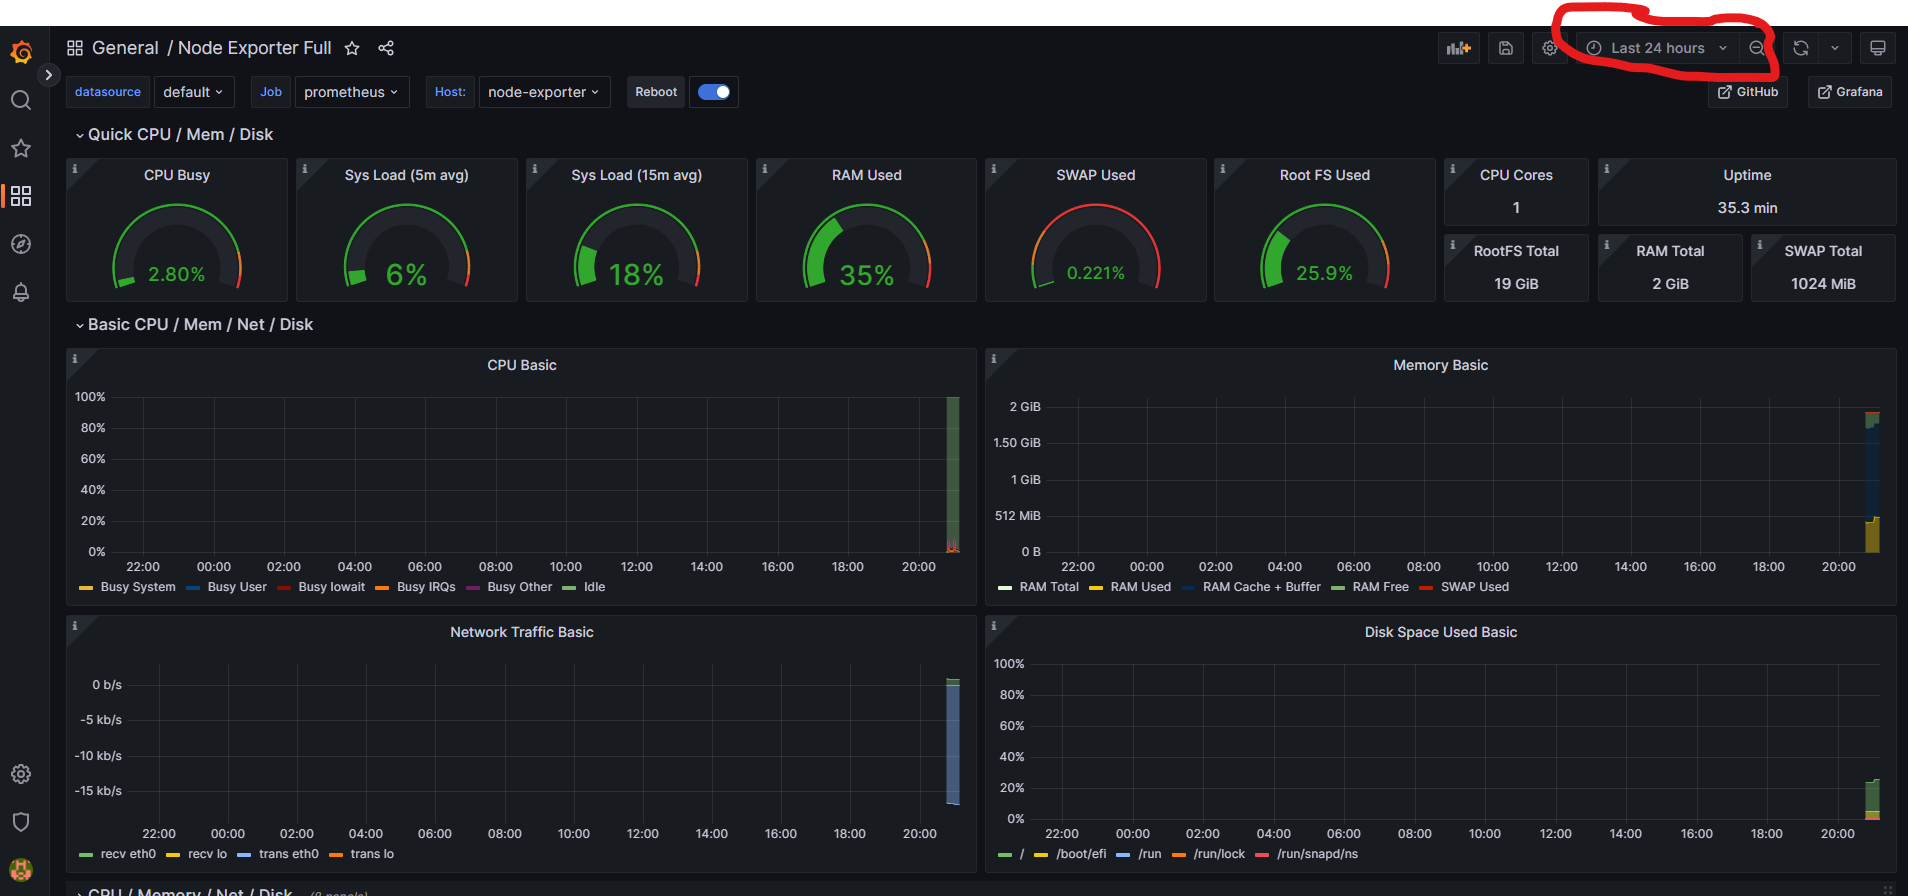 General / Node Exporter Full
Last 24 hours
datasource default Job prometheus Host: node-exporter Reboot GitHub Grafana
Quick CPU / Mem / Disk
CPU Busy
2.80%
Sys Load (5m avg)
6%
Sys Load (15m avg)
18%
RAM Used
35%
SWAP Used
0.221%
Root FS Used
25.9%
CPU Cores
1
Uptime
35.3 min
RootFS Total
19 GiB
RAM Total
2 GiB
SWAP Total
1024 MiB
Basic CPU / Mem / Net / Disk
CPU Basic
100%
80%
60%
40%
20%
0%
22:00 00:00 02:00 04:00 06:00 08:00 10:00 12:00 14:00 16:00 18:00 20:00
Busy System Busy User Busy Iowait Busy IRQs Busy Other Idle
Memory Basic
2 GiB
1.50 GiB
1 GiB
512 MiB
0 B
22:00 00:00 02:00 04:00 06:00 08:00 10:00 12:00 14:00 16:00 18:00 20:00
RAM Total RAM Used RAM Cache + Buffer RAM Free SWAP Used
Network Traffic Basic
0 b/s
-5 kb/s
-10 kb/s
-15 kb/s
22:00 00:00 02:00 04:00 06:00 08:00 10:00 12:00 14:00 16:00 18:00 20:00
recv eth0 recv lo trans eth0 trans lo
Disk Space Used Basic
100%
80%
60%
40%
20%
0%
22:00 00:00 02:00 04:00 06:00 08:00 10:00 12:00 14:00 16:00 18:00 20:00
/ /boot/efi /run /run/lock /run/snapd/ns
CPU / Memory / Net / Disk